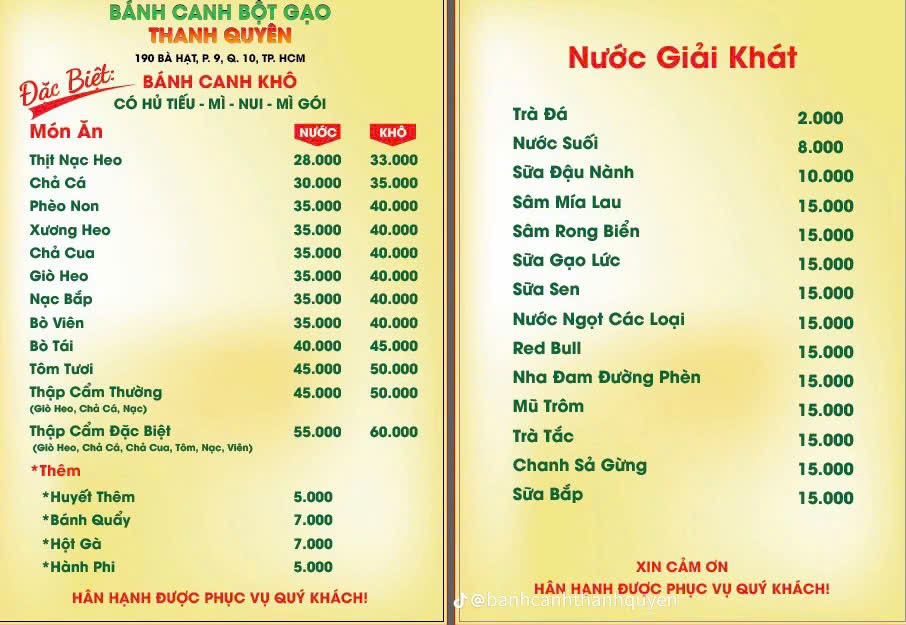 BÁNH CANH BỘT GẠO
THANH QUYÊN
190 BÀ HẠT, P. 9, Q. 10, TP. HCM
Đặc Biệt:
BÁNH CANH KHÔ
CÓ HỦ TIẾU - MÌ - NUI - MÌ GÓI
Món Ăn NƯỚC KHÔ
Thịt Nạc Heo 28.000 33.000
Chả Cá 30.000 35.000
Phèo Non 35.000 40.000
Xương Heo 35.000 40.000
Chả Cua 35.000 40.000
Giò Heo 35.000 40.000
Nạc Bắp 35.000 40.000
Bò Viên 35.000 40.000
Bò Tái 40.000 45.000
Tôm Tươi 45.000 50.000
Thập Cẩm Thường 45.000 50.000
(Giò Heo, Chả Cá, Nạc)
Thập Cẩm Đặc Biệt 55.000 60.000
(Giò Heo, Chả Cá, Chả Cua, Tôm, Nạc, Viên)
*Thêm
*Huyết Thêm 5.000
*Bánh Quẩy 7.000
*Hột Gà 7.000
*Hành Phi 5.000
HÂN HẠNH ĐƯỢC PHỤC VỤ QUÝ KHÁCH!
Nước Giải Khát
Trà Đá 2.000
Nước Suối 8.000
Sữa Đậu Nành 10.000
Sâm Mía Lau 15.000
Sâm Rong Biển 15.000
Sữa Gạo Lức 15.000
Sữa Sen 15.000
Nước Ngọt Các Loại 15.000
Red Bull 15.000
Nha Đam Đường Phèn 15.000
Mũ Trôm 15.000
Trà Tắc 15.000
Chanh Sả Gừng 15.000
Sữa Bắp 15.000
XIN CẢM ƠN
HÂN HẠNH ĐƯỢC PHỤC VỤ QUÝ KHÁCH!
@banhcanhthanhquyen